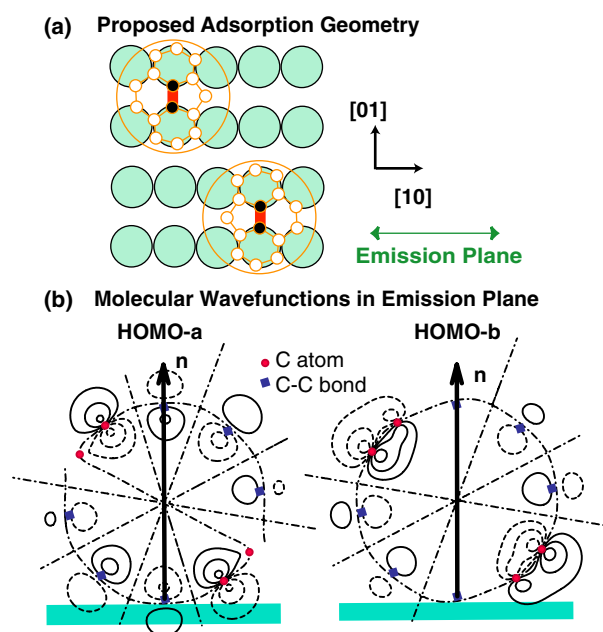 (a) Proposed Adsorption Geometry
[01]
[10]
Emission Plane
(b) Molecular Wavefunctions in Emission Plane
HOMO-a
HOMO-b
n
C atom
C-C bond
n